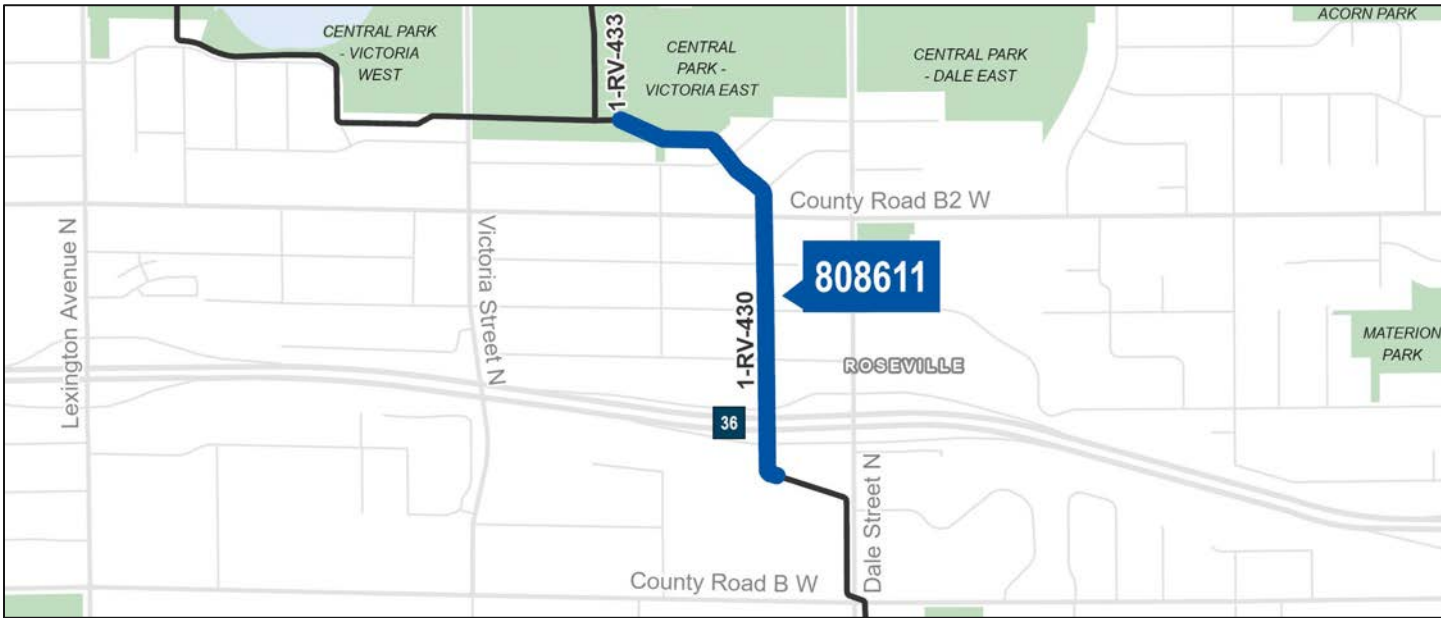 ACORN PARK
CENTRAL PARK
- VICTORIA
WEST
1-RV-433
CENTRAL
PARK -
VICTORIA EAST
CENTRAL PARK
- DALE EAST
County Road B2 W
Lexington Avenue N
Victoria Street N
808611
1-RV-430
MATERION
PARK
ROSEVILLE
36
Dale Street N
County Road B W